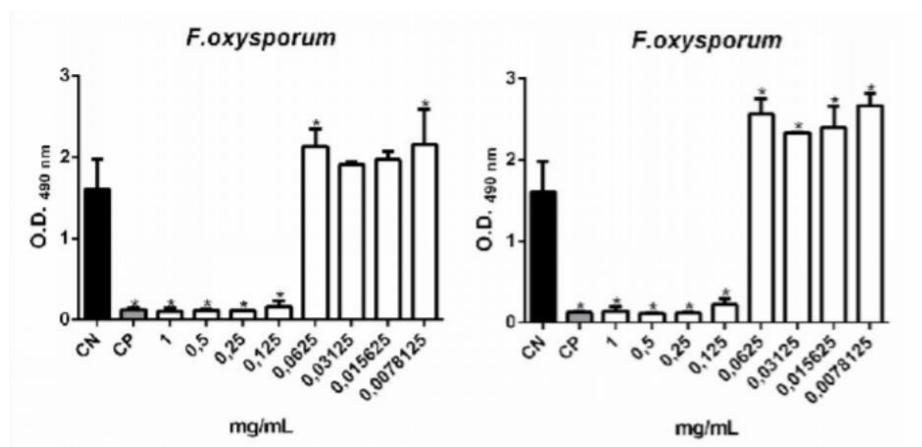 F.oxysporum
3
2
1
0
O.D. 490 nm
* * * * * * *
CN CP 1 0,5 0,25 0,125 0,0625 0,03125 0,015625 0,0078125
mg/mL
F.oxysporum
3
2
1
0
O.D. 490 nm
* * * * * * * * *
CN CP 1 0,5 0,25 0,125 0,0625 0,03125 0,015625 0,0078125
mg/mL